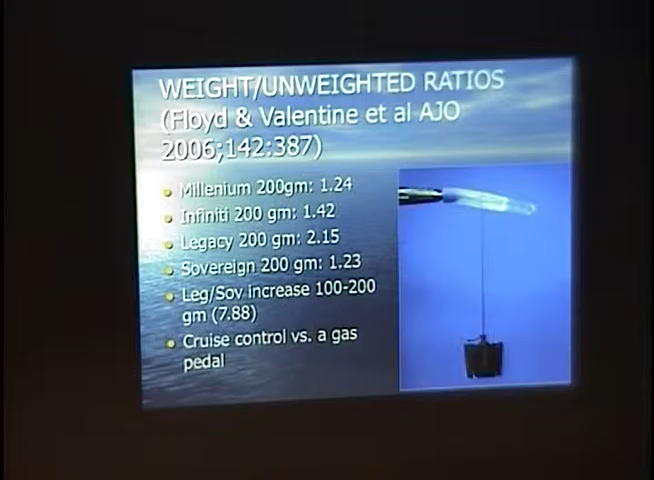 WEIGHT/UNWEIGHTED RATIOS
(Floyd & Valentine et al AJO
2006;142:387)
Millenium 200gm: 1.24
Infiniti 200 gm: 1.42
Legacy 200 gm: 2.15
Sovereign 200 gm: 1.23
Leg/Sov increase 100-200
gm (7.88)
Cruise control vs. a gas
pedal